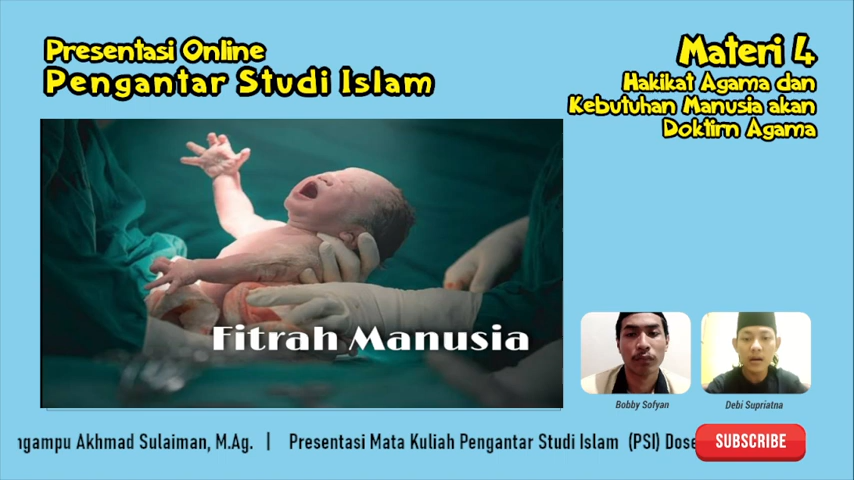 Presentasi Online
Pengantar Studi Islam
Materi 4
Hakikat Agama dan
Kebutuhan Manusia akan
Doktirn Agama
Fitrah Manusia
Bobby Sofyan
Debi Supriatna
ngampu Akhmad Sulaiman, M.Ag. | Presentasi Mata Kuliah Pengantar Studi Islam (PSI) Dose
SUBSCRIBE